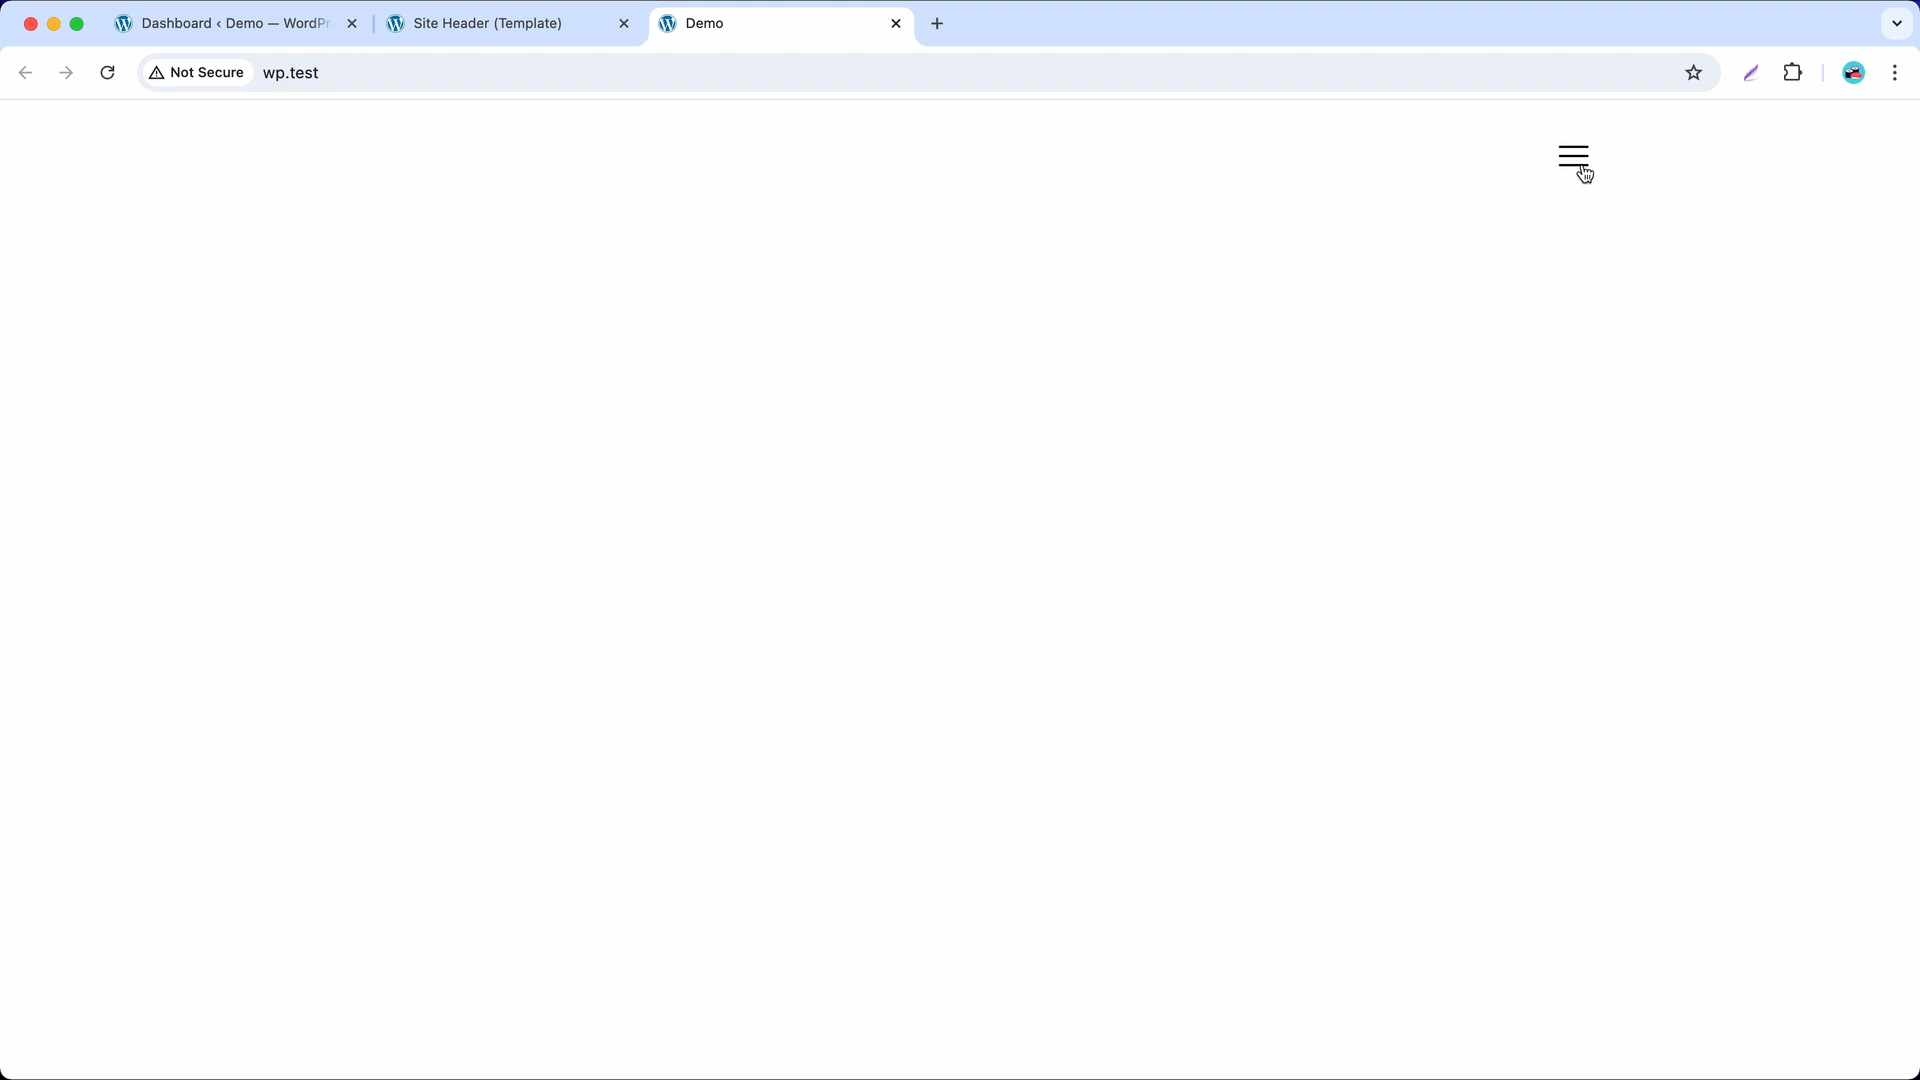 Dashboard ‹ Demo — WordPr
Site Header (Template)
Demo
Not Secure
wp.test